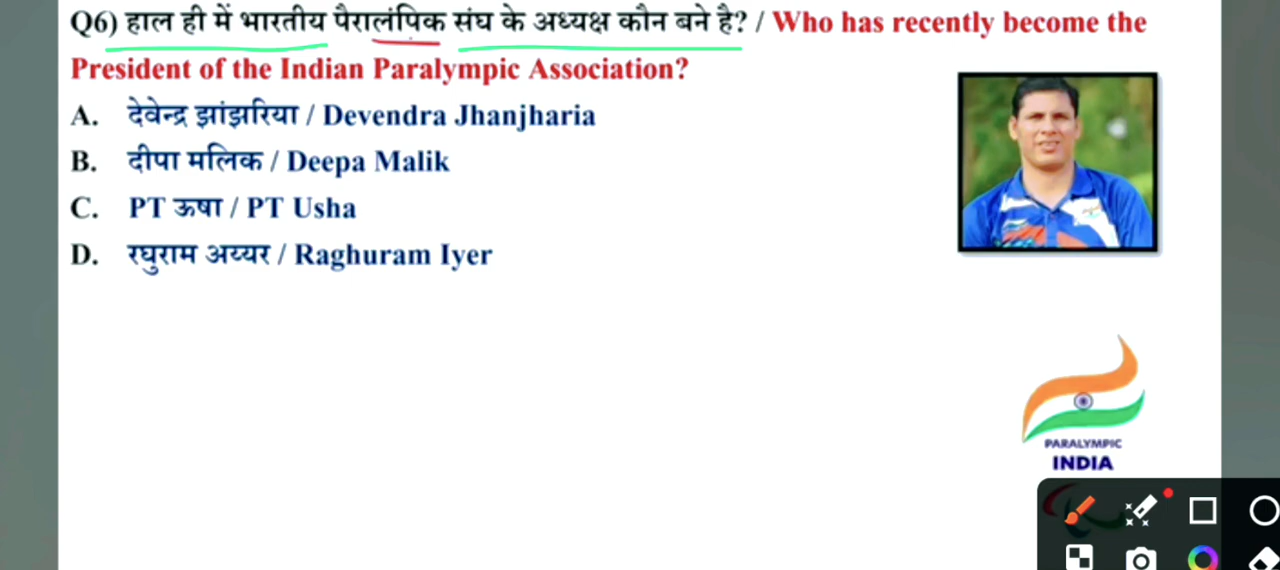 Q6) हाल ही में भारतीय पैरालंपिक संघ के अध्यक्ष कौन बने है? / Who has recently become the
President of the Indian Paralympic Association?
A. देवेन्द्र झांझरिया / Devendra Jhanjharia
B. दीपा मलिक / Deepa Malik
C. PT ऊषा / PT Usha
D. रघुराम अय्यर / Raghuram Iyer
PARALYMPIC
INDIA